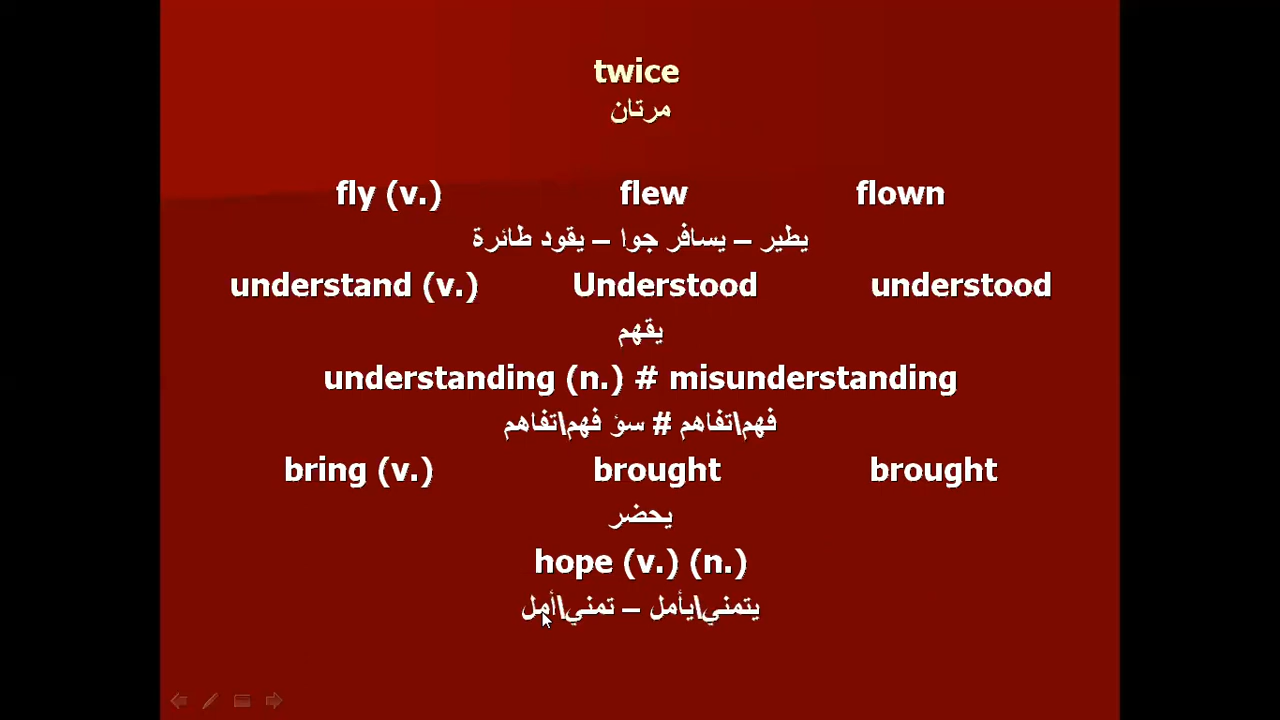 twice
مرتان
fly (v.) flew flown
يطير – يسافر جوا – يقود طائرة
understand (v.) Understood understood
يقهم
understanding (n.) # misunderstanding
فهم\تفاهم # سؤ فهم\تفاهم
bring (v.) brought brought
يحضر
hope (v.) (n.)
يتمني\يأمل – تمني\أمل